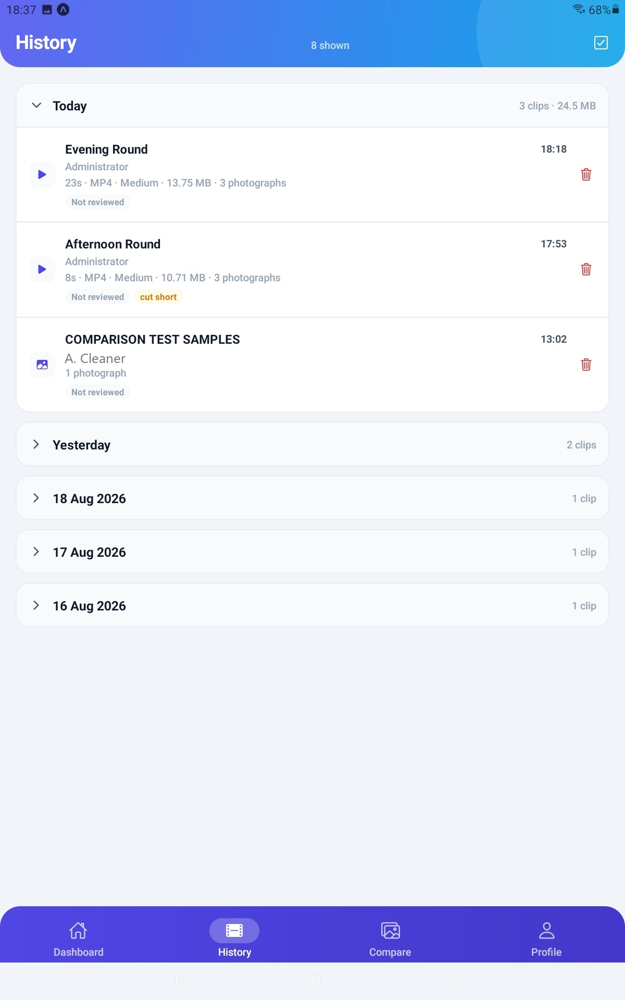 18:37
68%
History
8 shown
Today
3 clips · 24.5 MB
Evening Round
18:18
Administrator
23s · MP4 · Medium · 13.75 MB · 3 photographs
Not reviewed
Afternoon Round
17:53
Administrator
8s · MP4 · Medium · 10.71 MB · 3 photographs
Not reviewed
cut short
COMPARISON TEST SAMPLES
13:02
A. Cleaner
1 photograph
Not reviewed
Yesterday
2 clips
18 Aug 2026
1 clip
17 Aug 2026
1 clip
16 Aug 2026
1 clip
Dashboard
History
Compare
Profile